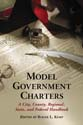 MODEL
GOVERNMENT
CHARTERS
A CITY, COUNTY, REGIONAL,
STATE, AND FEDERAL HANDBOOK
EDITED BY ROGER L. KEMP